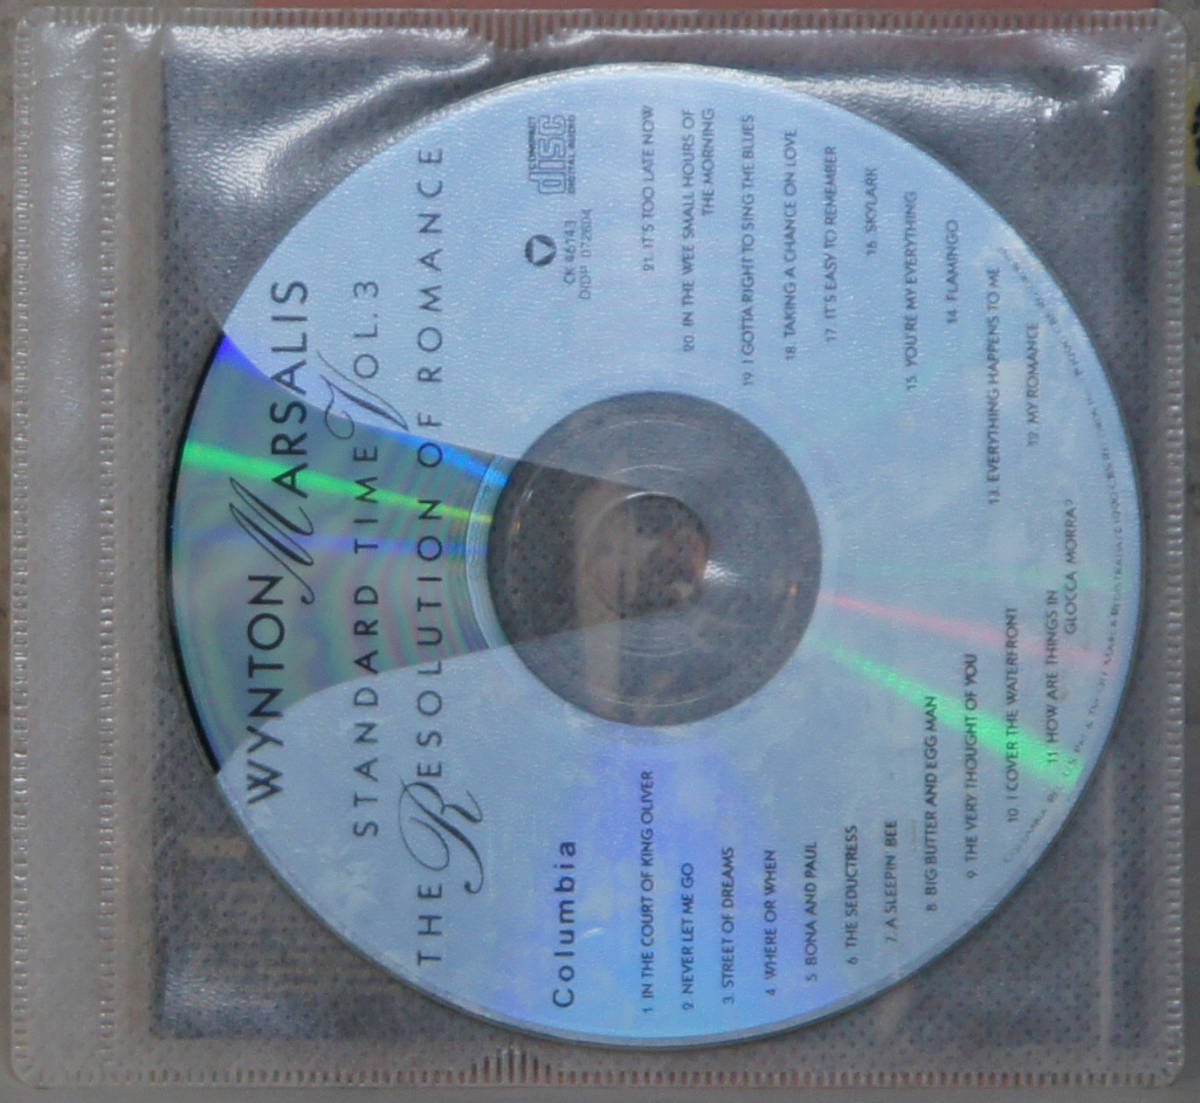 WYNTON MARSALIS
STANDARD TIME VOL. 3
THE RESOLUTION OF ROMANCE
Columbia
COMPACT
disc
DIGITAL AUDIO
CK 46143
DIDP 072804
1 IN THE COURT OF KING OLIVER
2. NEVER LET ME GO
3. STREET OF DREAMS
4 WHERE OR WHEN
5 BONA AND PAUL
6 THE SEDUCTRESS
7. A SLEEPIN' BEE
8 BIG BUTTER AND EGG MAN
9. THE VERY THOUGHT OF YOU
10 I COVER THE WATERFRONT
11 HOW ARE THINGS IN
GLOCCA MORRA?
12 MY ROMANCE
13. EVERYTHING HAPPENS TO ME
14 FLAMINGO
15 YOU'RE MY EVERYTHING
16 SKYLARK
17 IT'S EASY TO REMEMBER
18. TAKING A CHANCE ON LOVE
19 I GOTTA RIGHT TO SING THE BLUES
20. IN THE WEE SMALL HOURS OF
THE MORNING
21. IT'S TOO LATE NOW